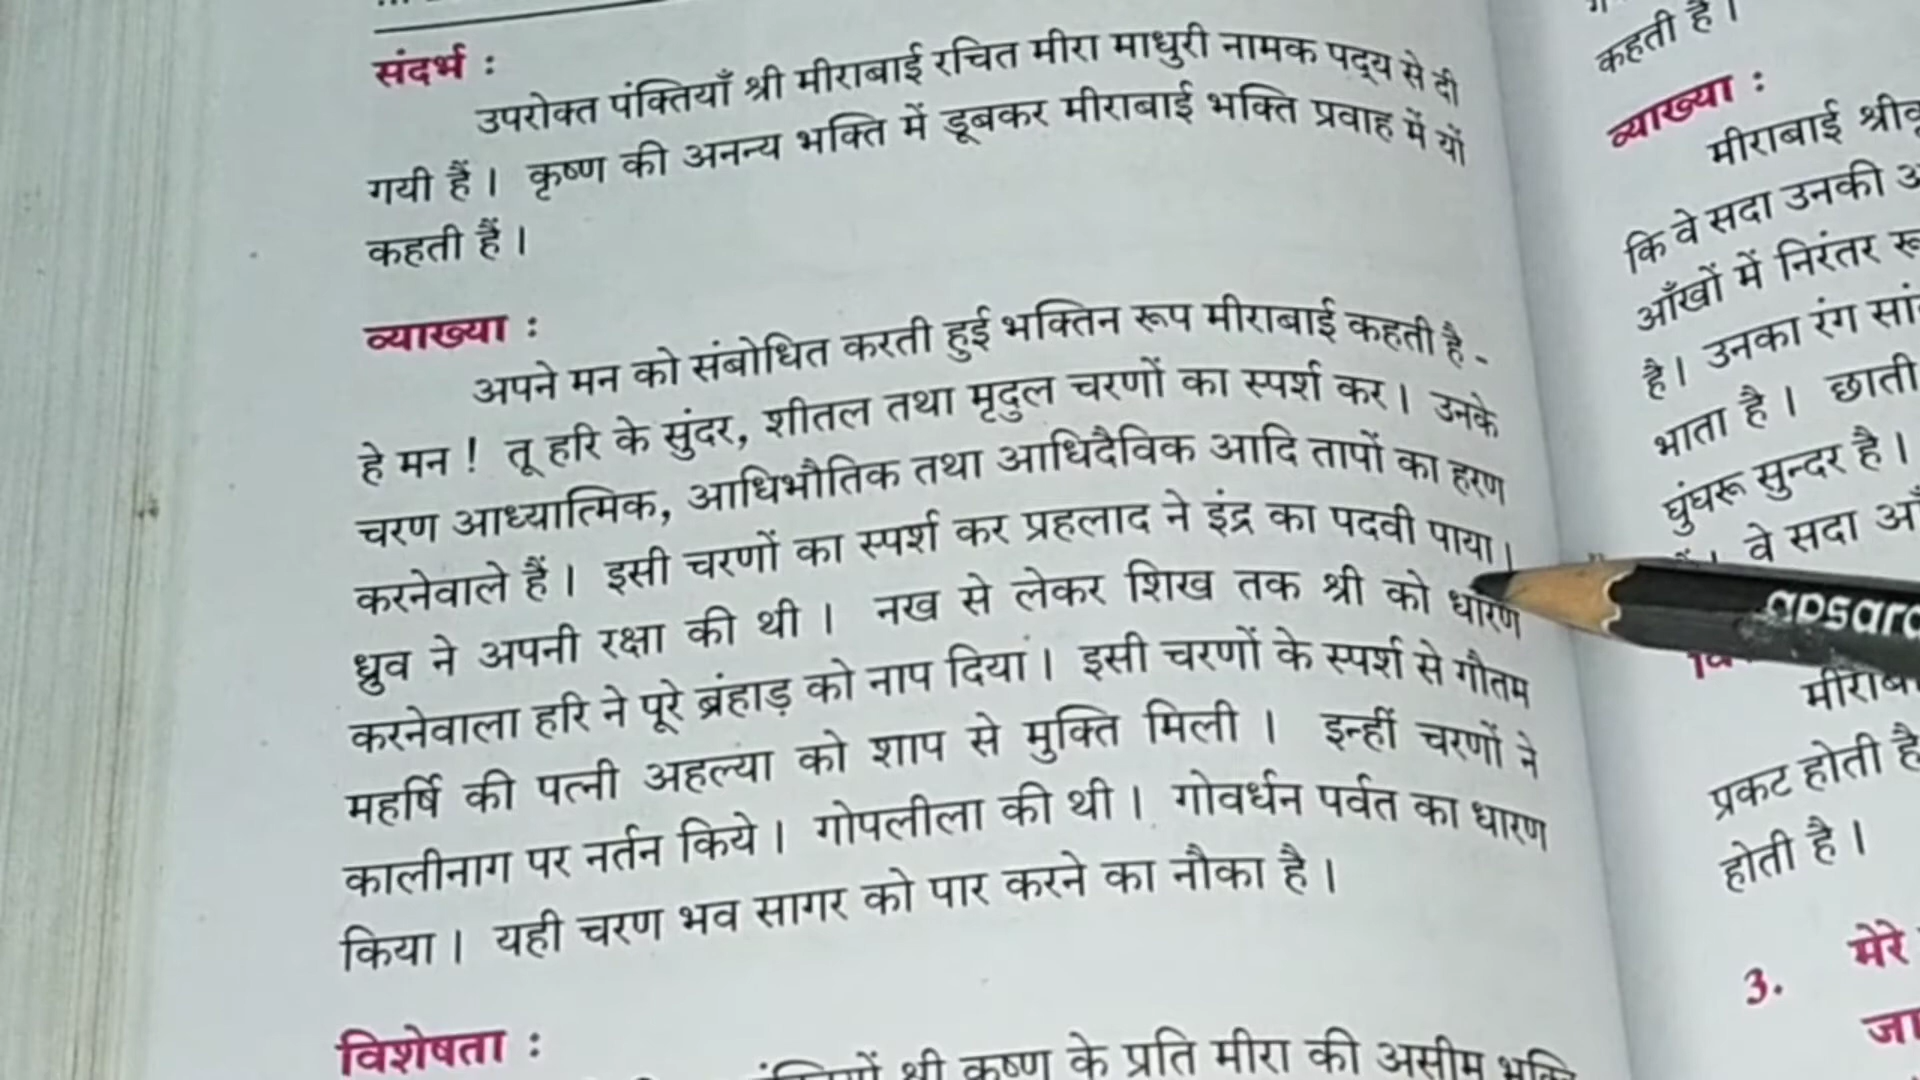 संदर्भ :
उपरोक्त पंक्तियाँ श्री मीराबाई रचित मीरा माधुरी नामक पद्य से दी
गयी हैं। कृष्ण की अनन्य भक्ति में डूबकर मीराबाई भक्ति प्रवाह में यों
कहती हैं।
व्याख्या :
अपने मन को संबोधित करती हुई भक्तिन रूप मीराबाई कहती है -
हे मन ! तू हरि के सुंदर, शीतल तथा मृदुल चरणों का स्पर्श कर। उनके
चरण आध्यात्मिक, आधिभौतिक तथा आधिदैविक आदि तापों का हरण
करनेवाले हैं। इसी चरणों का स्पर्श कर प्रहलाद ने इंद्र का पदवी पाया।
ध्रुव ने अपनी रक्षा की थी। नख से लेकर शिख तक श्री को धारण
करनेवाला हरि ने पूरे ब्रंहाड़ को नाप दियां। इसी चरणों के स्पर्श से गौतम
महर्षि की पत्नी अहल्या को शाप से मुक्ति मिली। इन्हीं चरणों ने
कालीनाग पर नर्तन किये। गोपलीला की थी। गोवर्धन पर्वत का धारण
किया। यही चरण भव सागर को पार करने का नौका है।
विशेषता :
श्री कृष्ण के प्रति मीरा की असीम
कहती हैं।
व्याख्या :
मीराबाई
कि वे सदा उनकी
आँखों में निरंतर
है। उनका रंग
भाता है। छाती
घुंघरू सुन्दर है।
वे सदा
प्रकट होती है
होती है।
3. मेरे
apsara